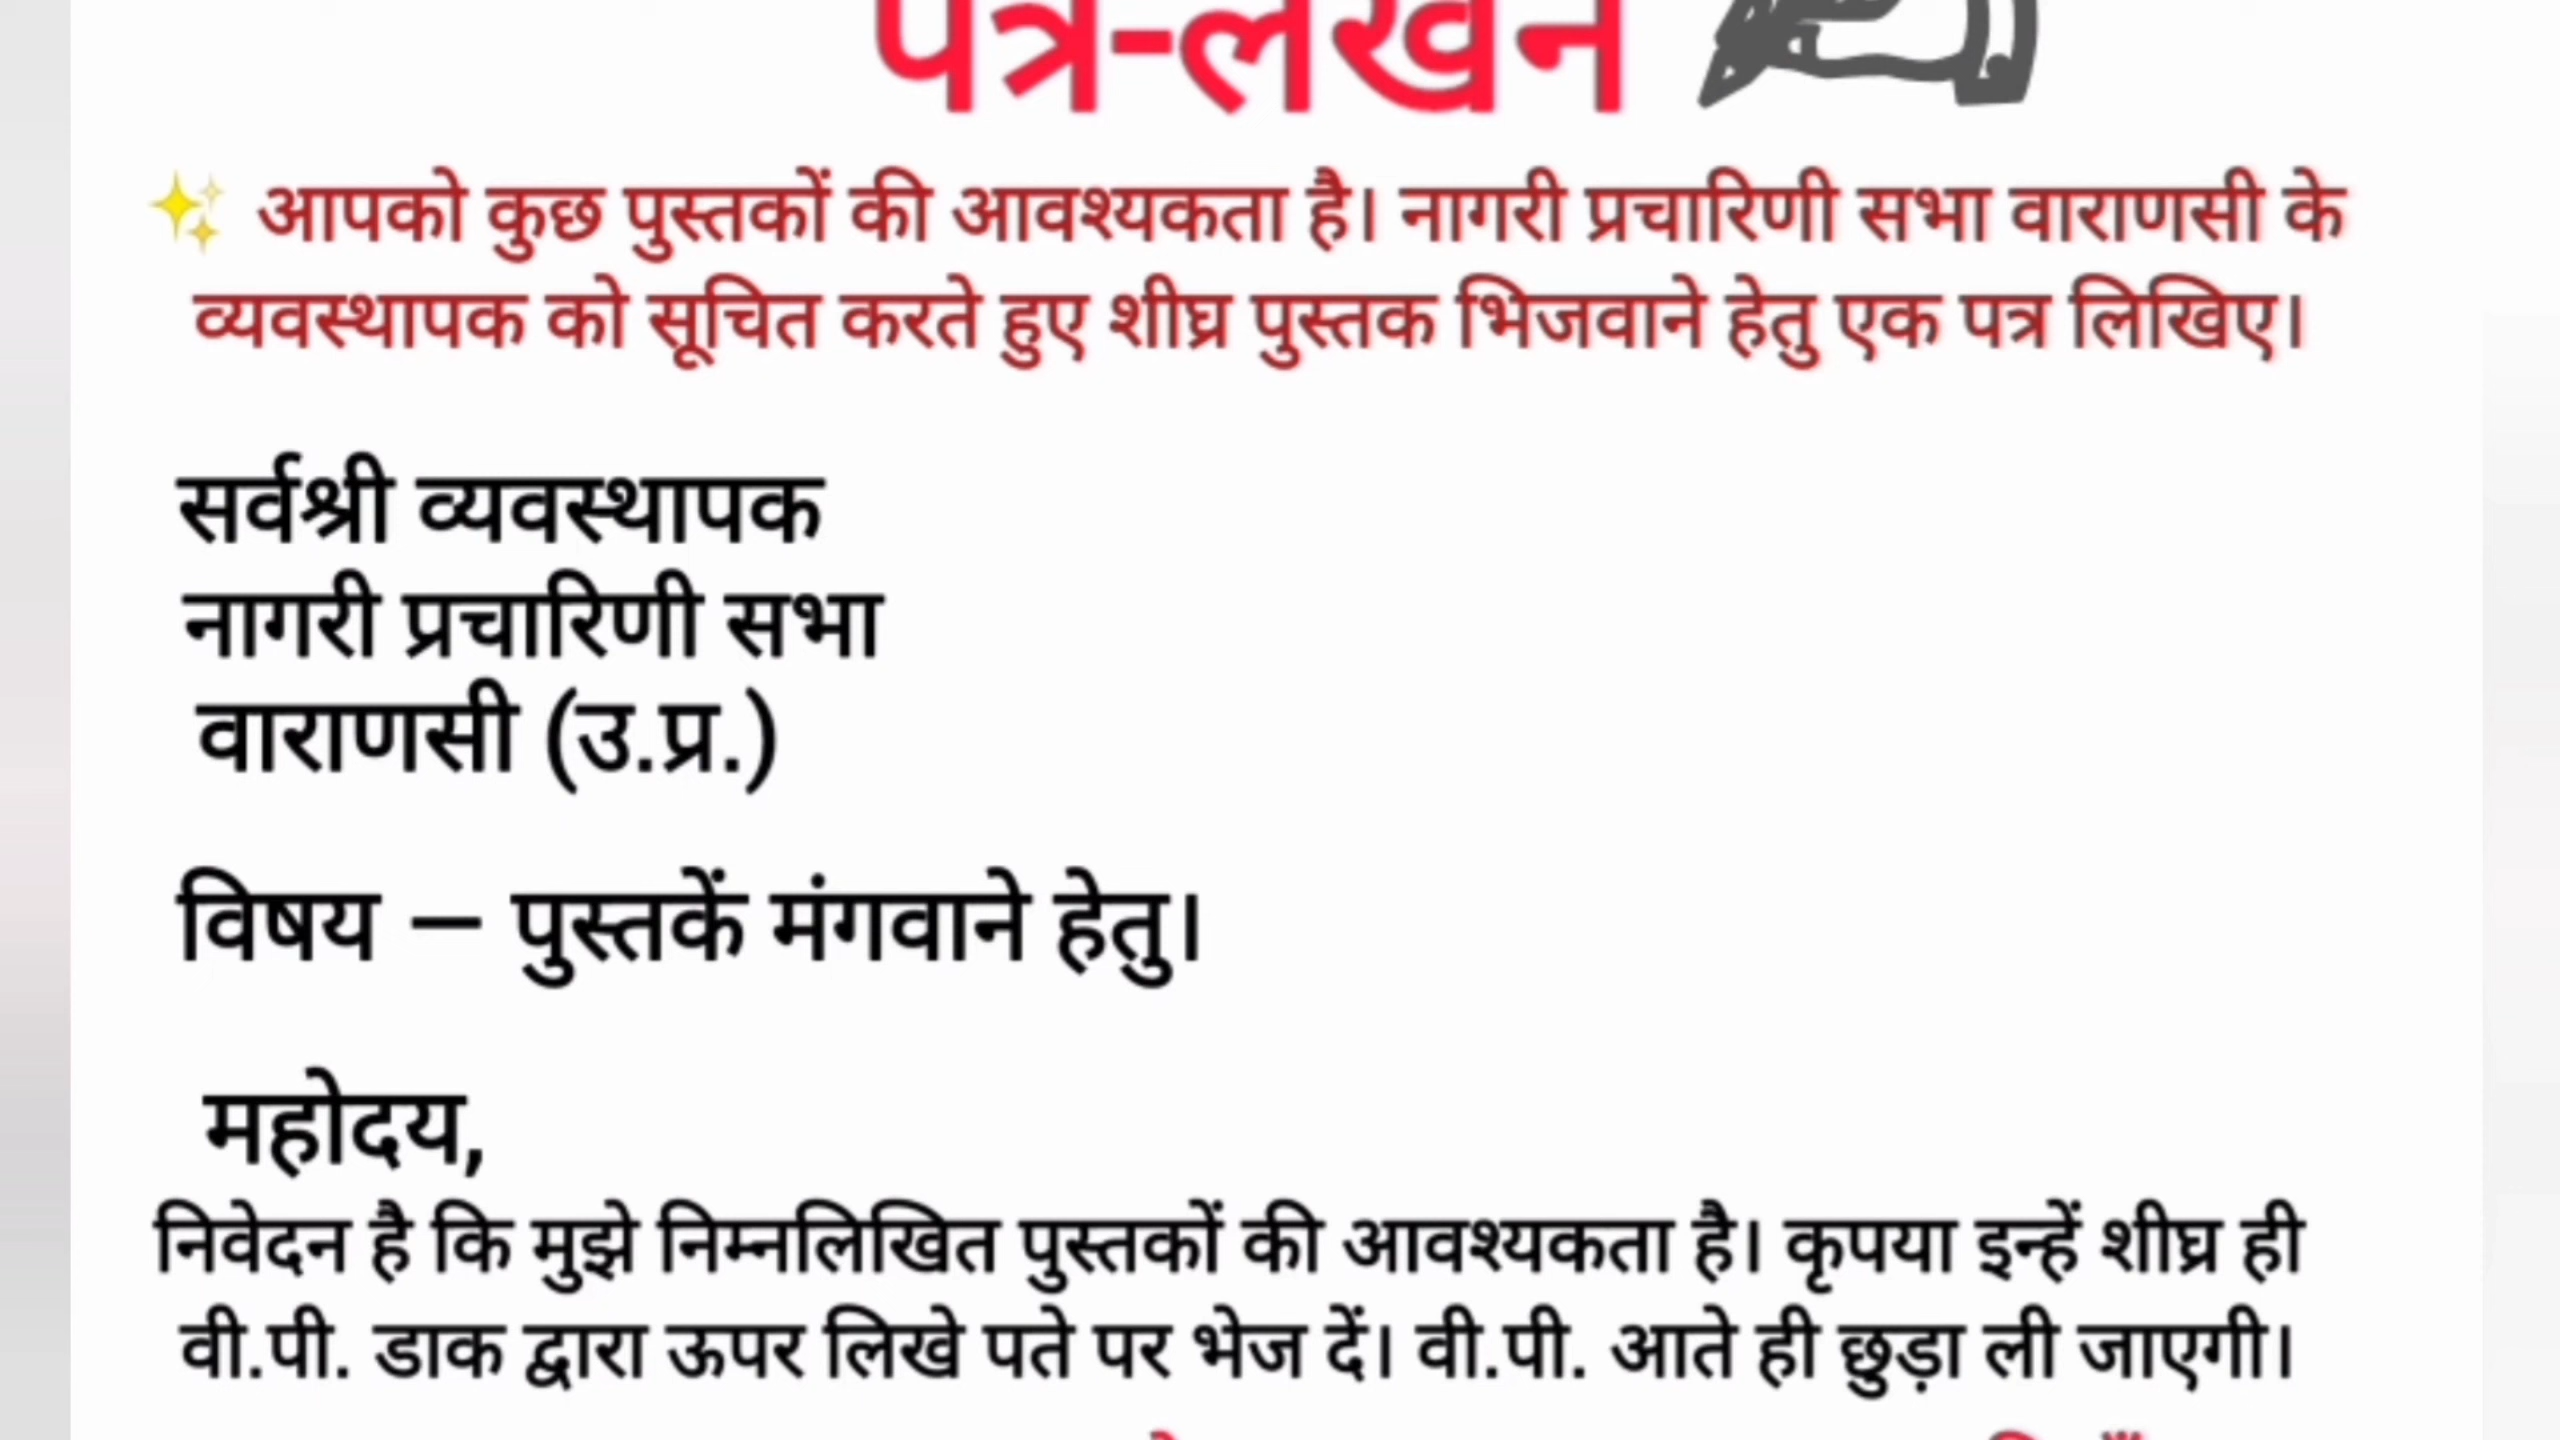 पत्र-लेखन
✨ आपको कुछ पुस्तकों की आवश्यकता है। नागरी प्रचारिणी सभा वाराणसी के
व्यवस्थापक को सूचित करते हुए शीघ्र पुस्तक भिजवाने हेतु एक पत्र लिखिए।
सर्वश्री व्यवस्थापक
नागरी प्रचारिणी सभा
वाराणसी (उ.प्र.)
विषय – पुस्तकें मंगवाने हेतु।
महोदय,
निवेदन है कि मुझे निम्नलिखित पुस्तकों की आवश्यकता है। कृपया इन्हें शीघ्र ही
वी.पी. डाक द्वारा ऊपर लिखे पते पर भेज दें। वी.पी. आते ही छुड़ा ली जाएगी।